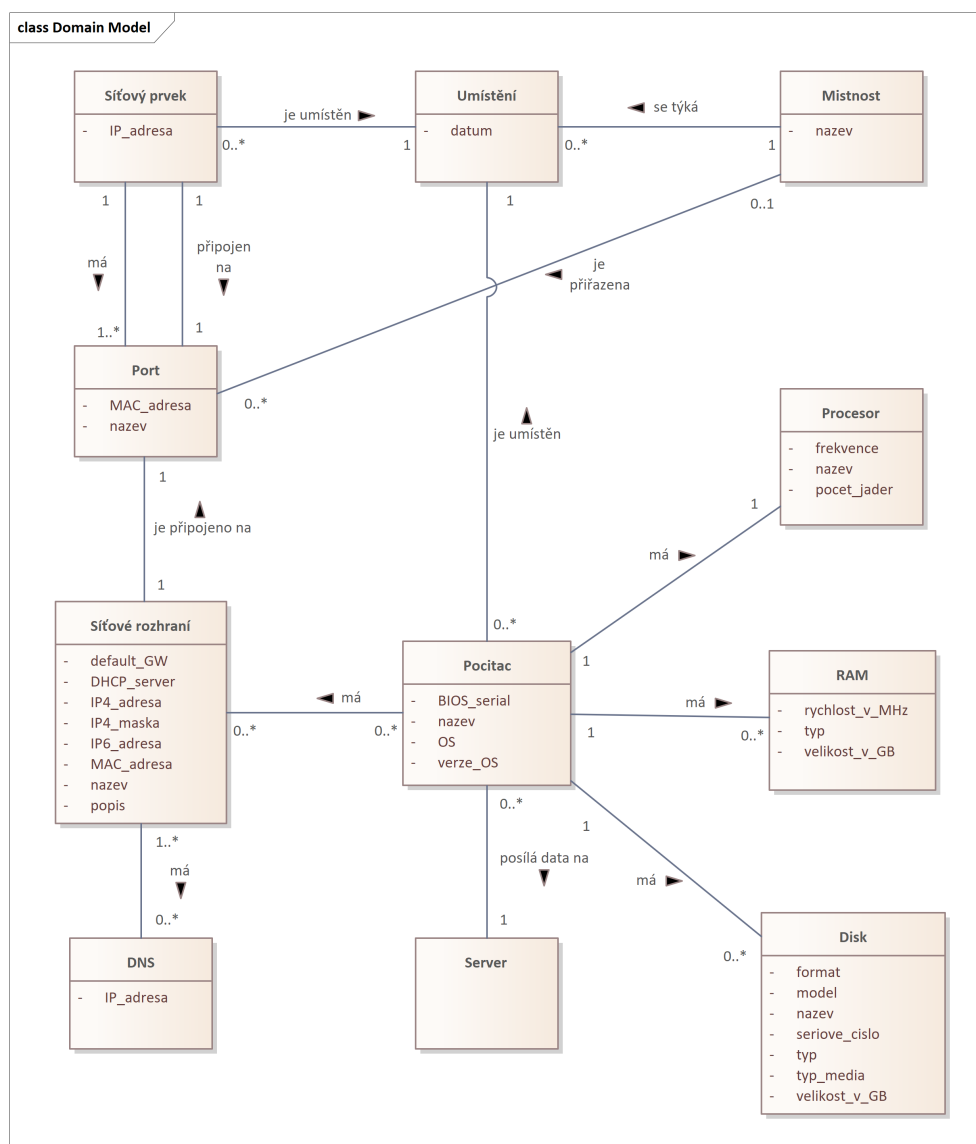 class Domain Model
Síťový prvek
- IP_adresa
je umístěn
0..*
1
Umístění
- datum
se týká
0..*
1
Mistnost
- nazev
1
1
1
0..1
má
připojen
na
je
přiřazena
1..*
1
Port
- MAC_adresa
- nazev
0..*
je umístěn
Procesor
- frekvence
- nazev
- pocet_jader
1
je připojeno na
1
1
má
0..*
1
Síťové rozhraní
- default_GW
- DHCP_server
- IP4_adresa
- IP4_maska
- IP6_adresa
- MAC_adresa
- nazev
- popis
má
0..*
0..*
Pocitac
- BIOS_serial
- nazev
- OS
- verze_OS
má
1
0..*
RAM
- rychlost_v_MHz
- typ
- velikost_v_GB
0..*
1
1..*
má
0..*
posílá data na
1
má
0..*
DNS
- IP_adresa
Server
Disk
- format
- model
- nazev
- seriove_cislo
- typ
- typ_media
- velikost_v_GB